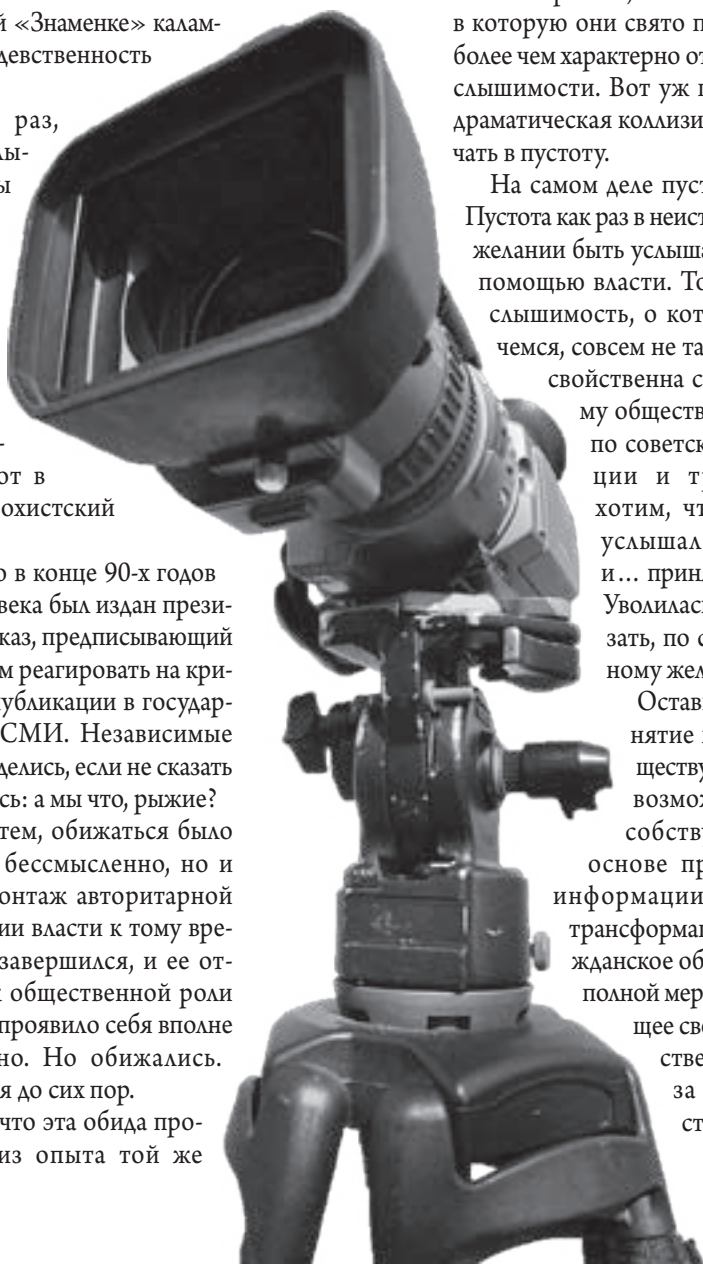 й «Знаменке» калам-
девственность
раз,
лы-
ы
-
от в
охистский
о в конце 90-х годов
века был издан прези-
каз, предписывающий
м реагировать на кри-
убликации в государ-
СМИ. Независимые
делись, если не сказать
сь: а мы что, рыжие?
тем, обижаться было
бессмысленно, но и
онтаж авторитарной
ии власти к тому вре-
завершился, и ее от-
к общественной роли
проявило себя вполне
но. Но обижались.
я до сих пор.
что эта обида про-
из опыта той же
в которую они свято п
более чем характерно от
слышимости. Вот уж п
драматическая коллизи
чать в пустоту.
На самом деле пуст
Пустота как раз в неист
желании быть услыша
помощью власти. То
слышимость, о кот
чемся, совсем не та
свойственна с
му обществ
по советск
ции и т
хотим, чт
услышал
и… прин
Уволилас
зать, по с
ному жел
Остав
нятие
ществу
возмож
собству
основе пр
информации
трансформац
жданское об
полной мер
щее св
стве
за
ст